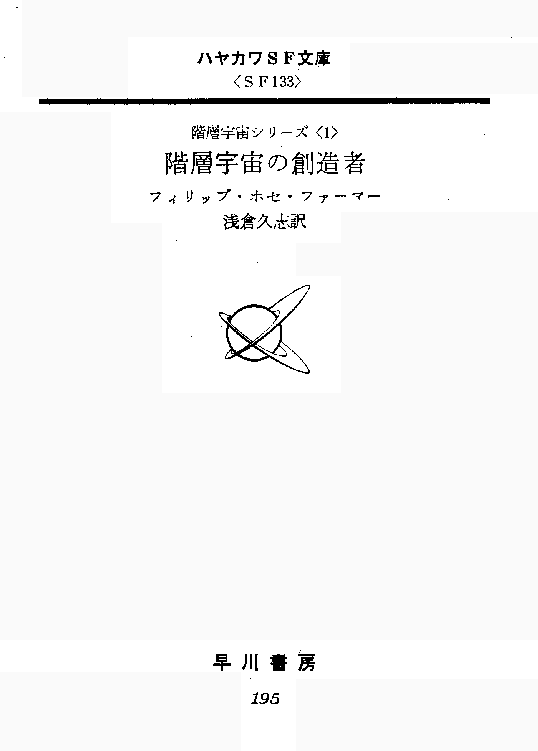 ハヤカワSF文庫
〈SF133〉
階層宇宙シリーズ〈1〉
階層宇宙の創造者
フィリップ・ホセ・ファーマー
浅倉久志訳
早川書房
195